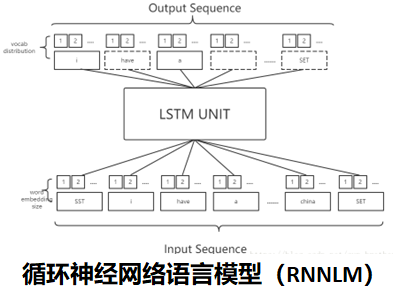 Output Sequence
vocab distribution
1 2 .... 1 2 .... 1 2 .... 1 2 ....
i have a ...... SET
LSTM UNIT
word embedding size
1 2 .... 1 2 .... 1 2 .... 1 2 .... 1 2 ... 1 2 ....
SST i have a ...... china SET
Input Sequence
循环神经网络语言模型（RNNLM）